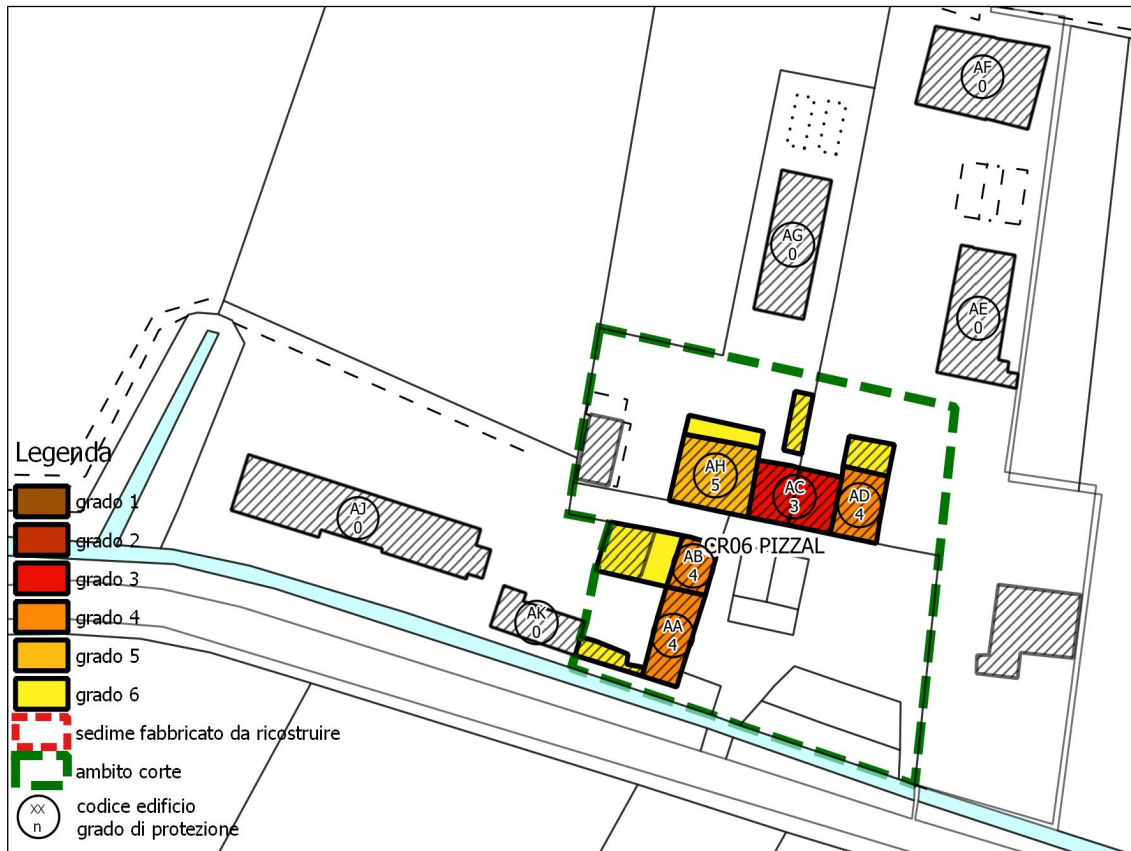 AF
0
AG
0
AE
0
AH
5
AC
3
AD
4
CR06 PIZZAL
AB
4
AA
4
AJ
0
AK
0
Legenda
grado 1
grado 2
grado 3
grado 4
grado 5
grado 6
sedime fabbricato da ricostruire
ambito corte
xx
n
codice edificio
grado di protezione